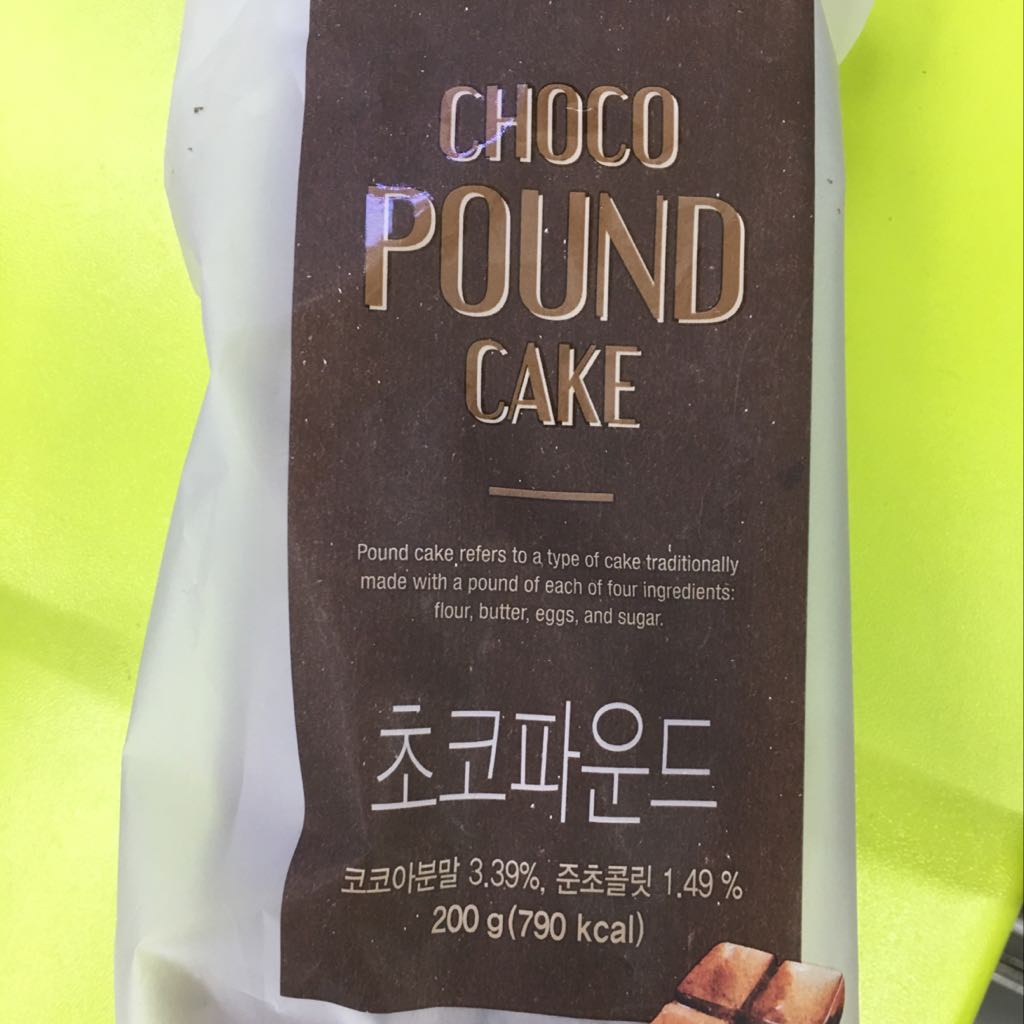 CHOCO
POUND
CAKE
Pound cake refers to a type of cake traditionally
made with a pound of each of four ingredients:
flour, butter, eggs, and sugar.
초코파운드
코코아분말 3.39%, 준초콜릿 1.49 %
200 g(790 kcal)